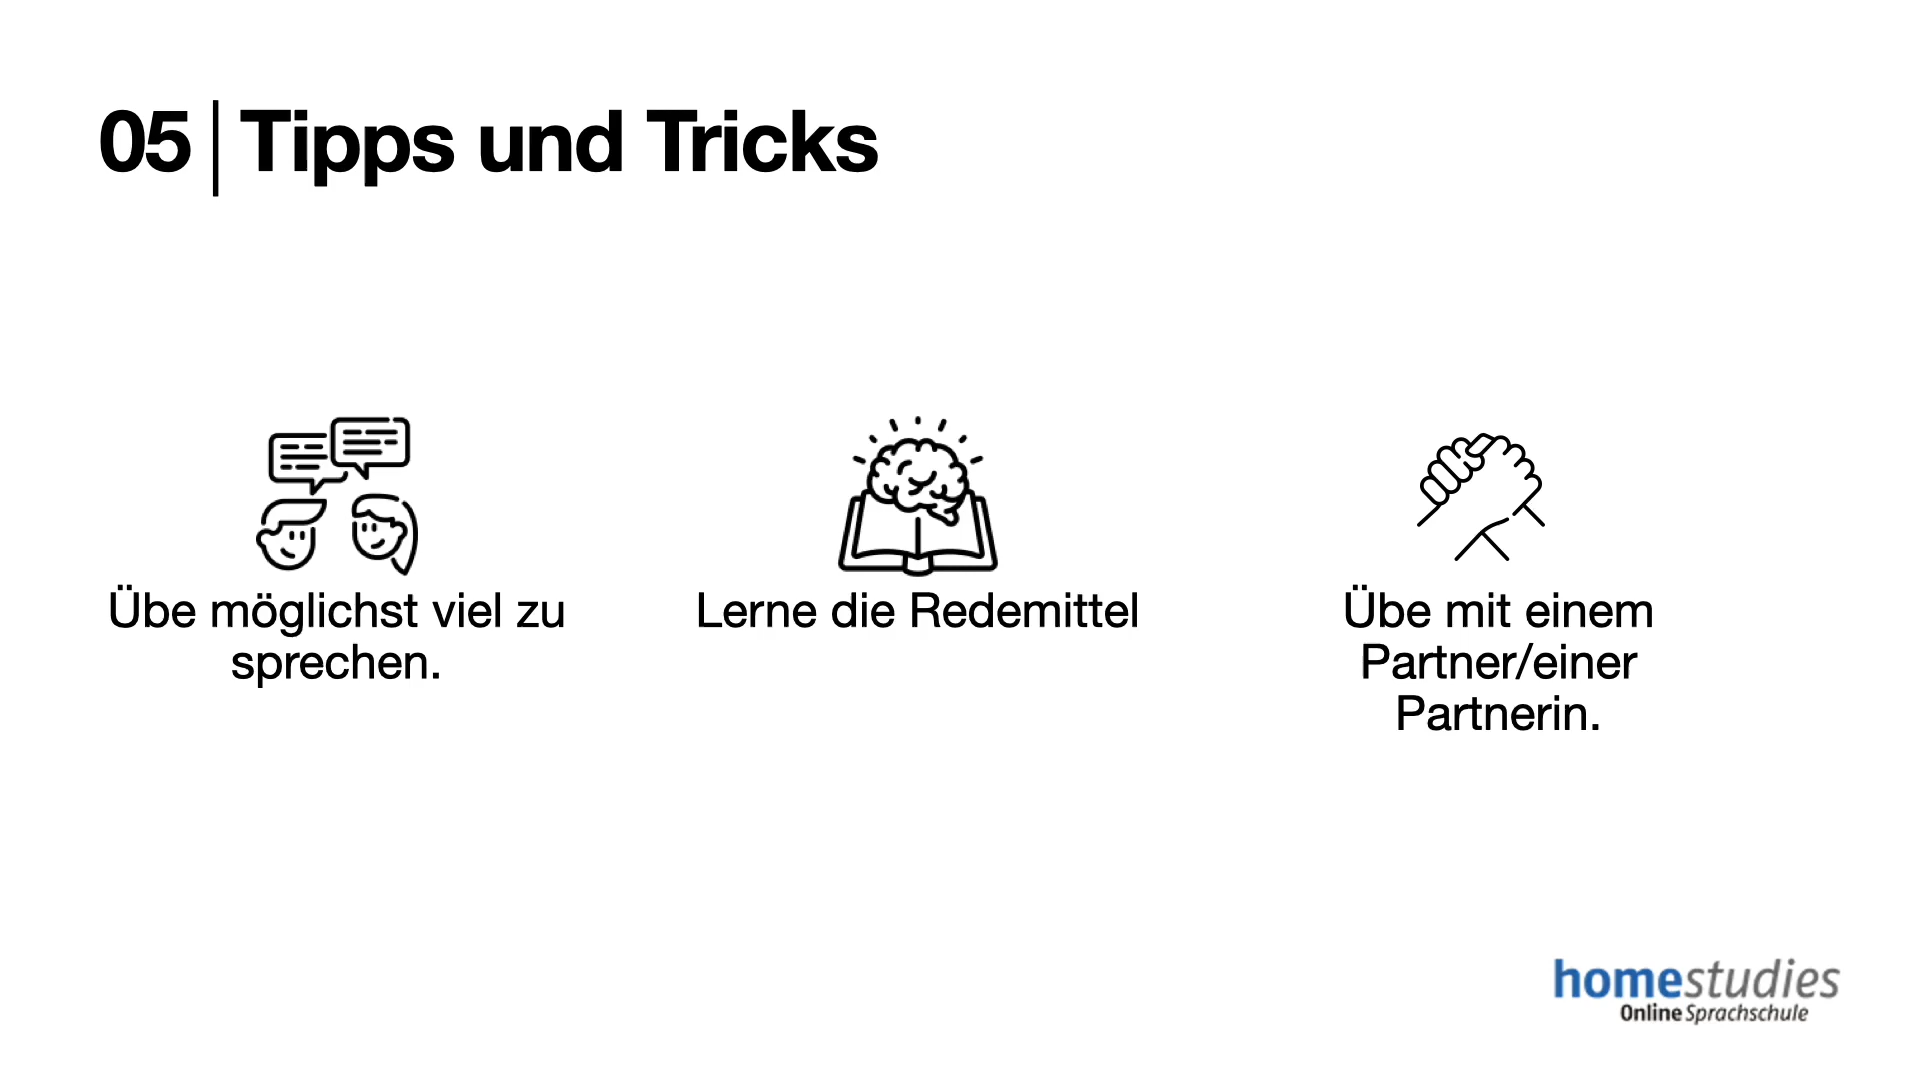 05 | Tipps und Tricks
Übe möglichst viel zu
sprechen.
Lerne die Redemittel
Übe mit einem
Partner/einer
Partnerin.
homestudies
Online Sprachschule